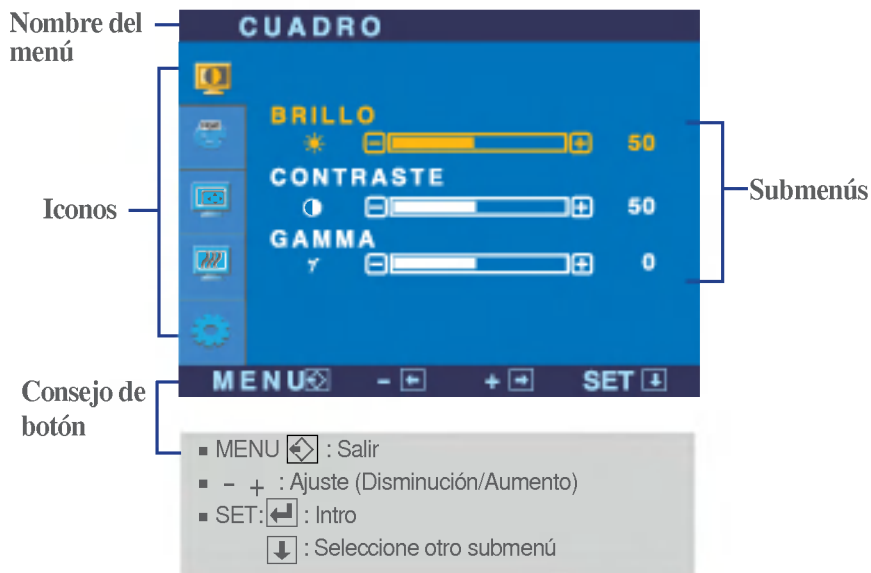 Nombre del
menú
CUADRO
Iconos
BRILLO
50
CONTRASTE
50
GAMMA
0
Submenús
MENU - + SET
Consejo de
botón
▪ MENU : Salir
▪ - + : Ajuste (Disminución/Aumento)
▪ SET: : Intro
: Seleccione otro submenú